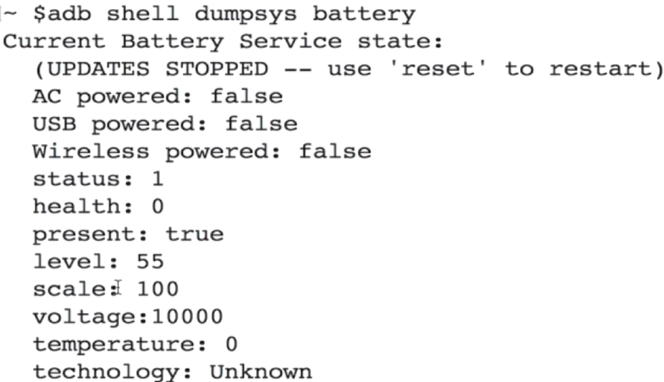 ~ $adb shell dumpsys battery
Current Battery Service state:
(UPDATES STOPPED -- use 'reset' to restart)
AC powered: false
USB powered: false
Wireless powered: false
status: 1
health: 0
present: true
level: 55
scale: 100
voltage:10000
temperature: 0
technology: Unknown